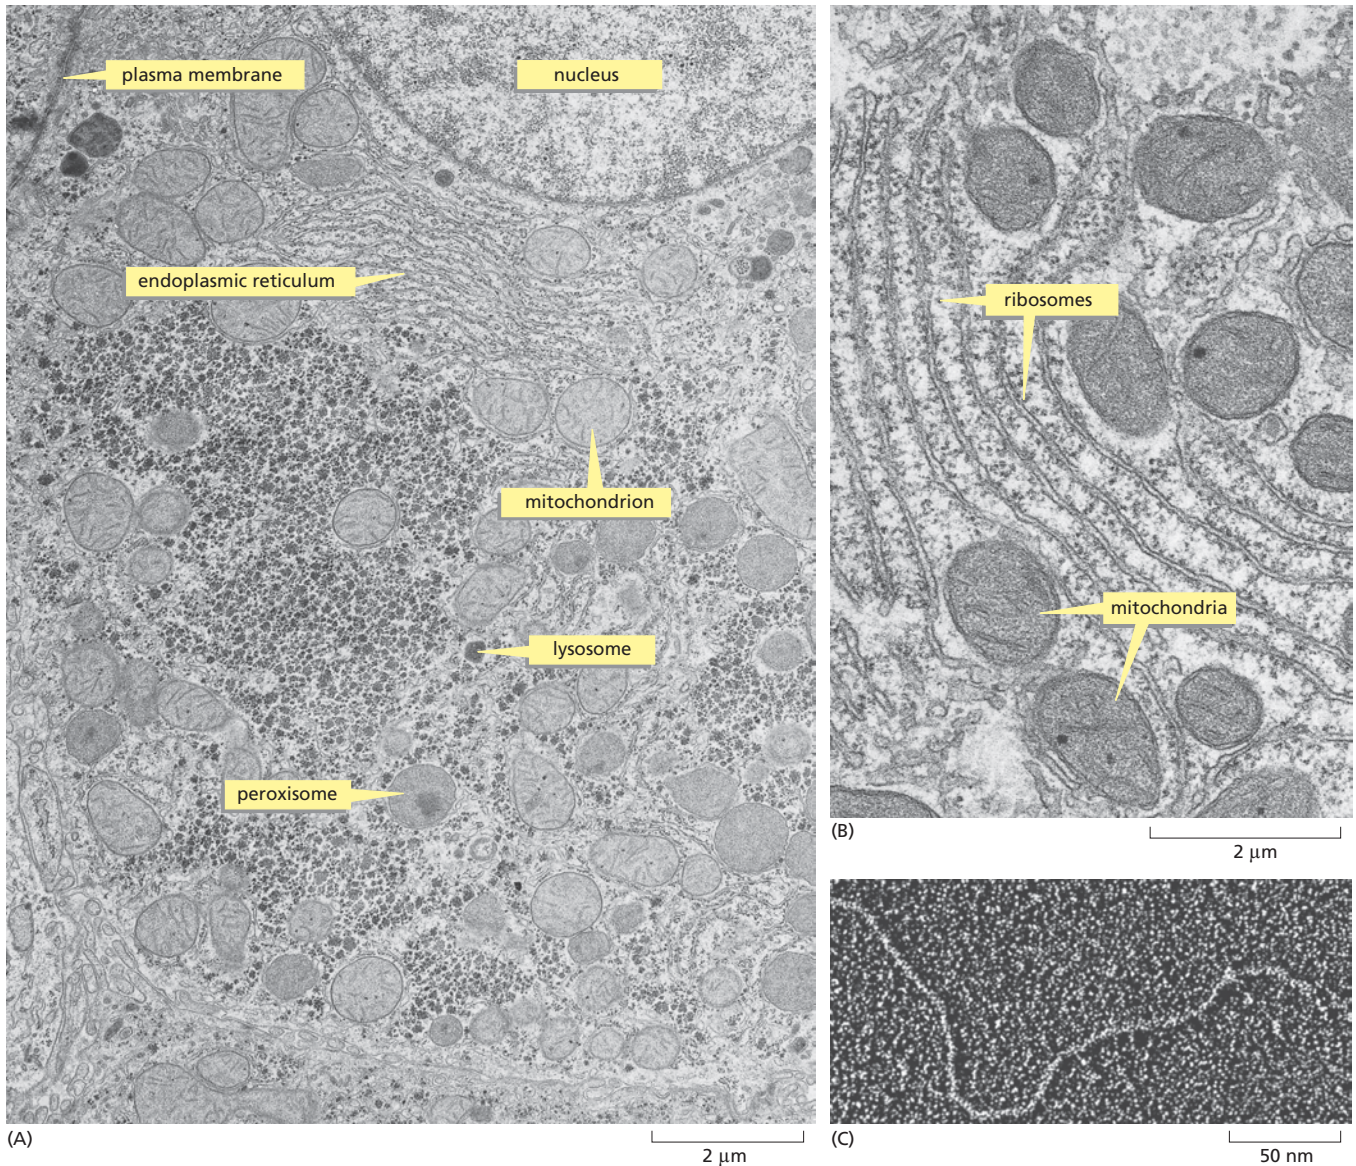 plasma membrane
nucleus
endoplasmic reticulum
mitochondrion
lysosome
peroxisome
(A)
2 μm
ribosomes
mitochondria
(B)
2 μm
(C)
50 nm